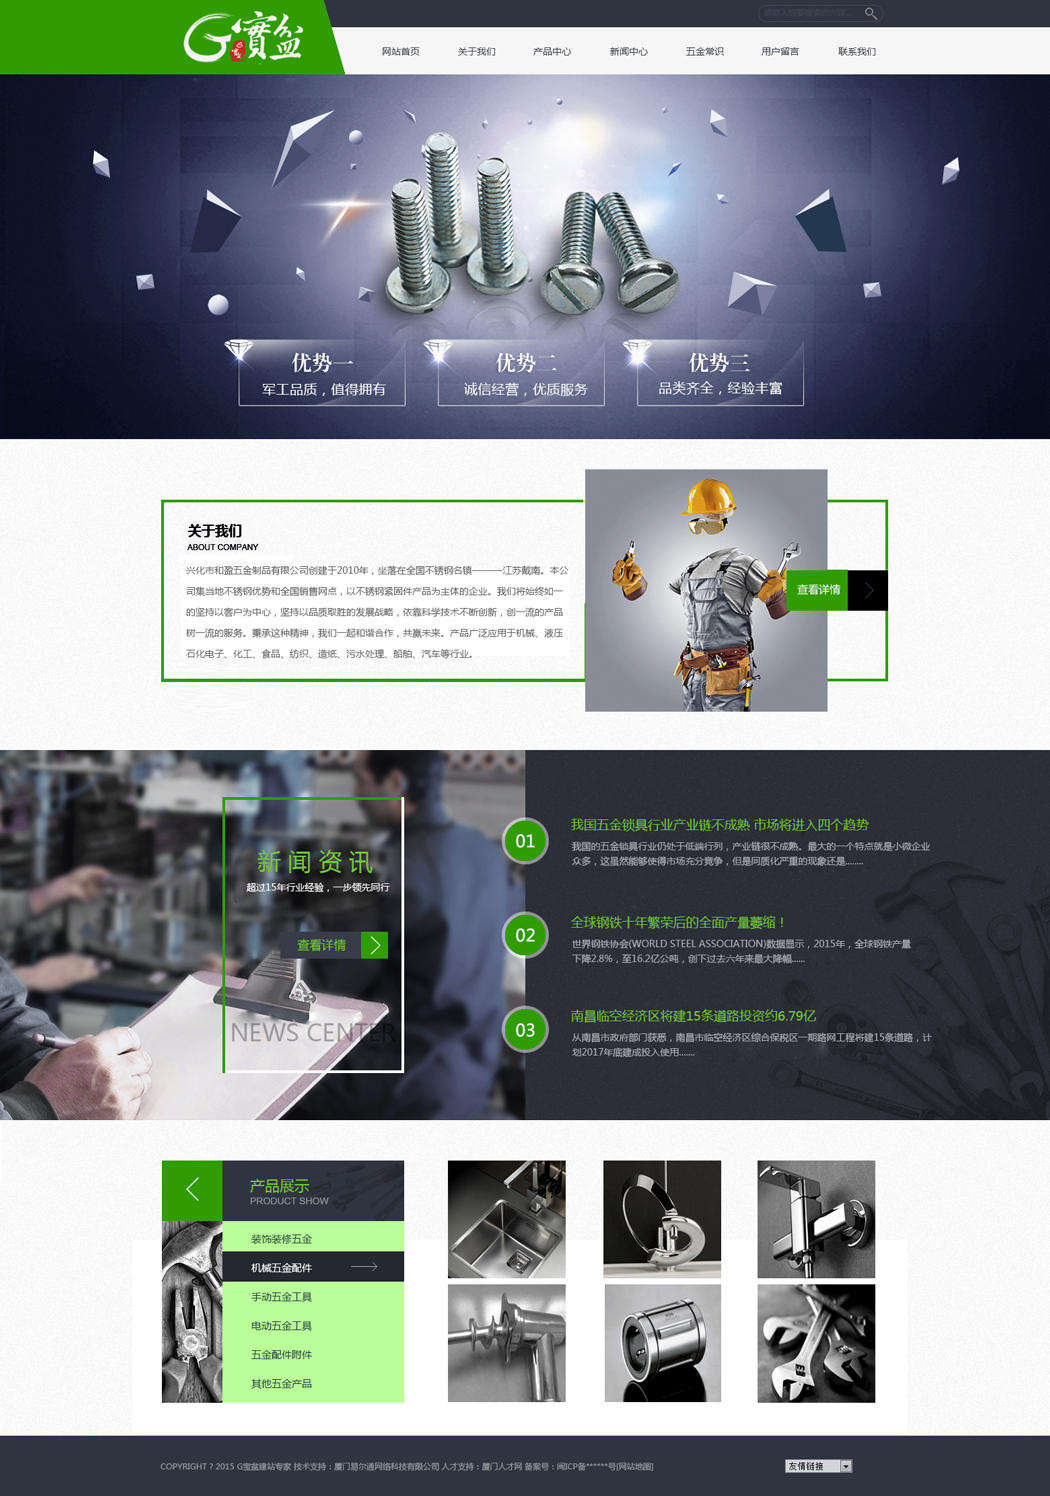 G寶盆
网站首页 关于我们 产品中心 新闻中心 五金常识 用户留言 联系我们
优势一
军工品质，值得拥有
优势二
诚信经营，优质服务
优势三
品类齐全，经验丰富
关于我们
ABOUT COMPANY
兴化市和盈五金制品有限公司创建于2010年，坐落在全国不锈钢名镇———江苏戴南。本公
司集当地不锈钢优势和全国销售网点，以不锈钢紧固件产品为主体的企业。我们将始终如一
的坚持以客户为中心，坚持以品质取胜的发展战略，依靠科学技术不断创新，创一流的产品
树一流的服务。秉承这种精神，我们一起和谐合作，共赢未来。产品广泛应用于机械、液压
石化电子、化工、食品、纺织、造纸、污水处理、船舶、汽车等行业。
查看详情
新闻资讯
超过15年行业经验，一步领先同行
查看详情
NEWS CENTER
01
我国五金锁具行业产业链不成熟 市场将进入四个趋势
我国的五金锁具行业仍处于低端行列，产业链很不成熟。最大的一个特点就是小微企业
众多，这虽然能够使得市场充分竞争，但是同质化严重的现象还是........
02
全球钢铁十年繁荣后的全面产量萎缩！
世界钢铁协会(WORLD STEEL ASSOCIATION)数据显示，2015年，全球钢铁产量
下降2.8%，至16.2亿公吨，创下过去六年来最大降幅......
03
南昌临空经济区将建15条道路投资约6.79亿
从南昌市政府部门获悉，南昌市临空经济区综合保税区一期路网工程将建15条道路，计
划2017年底建成投入使用.......
产品展示
PRODUCT SHOW
装饰装修五金
机械五金配件
手动五金工具
电动五金工具
五金配件附件
其他五金产品
COPYRIGHT ? 2015 G宝盆建站专家 技术支持：厦门易尔通网络科技有限公司 人才支持：厦门人才网 备案号：闽ICP备******号[网站地图]
友情链接